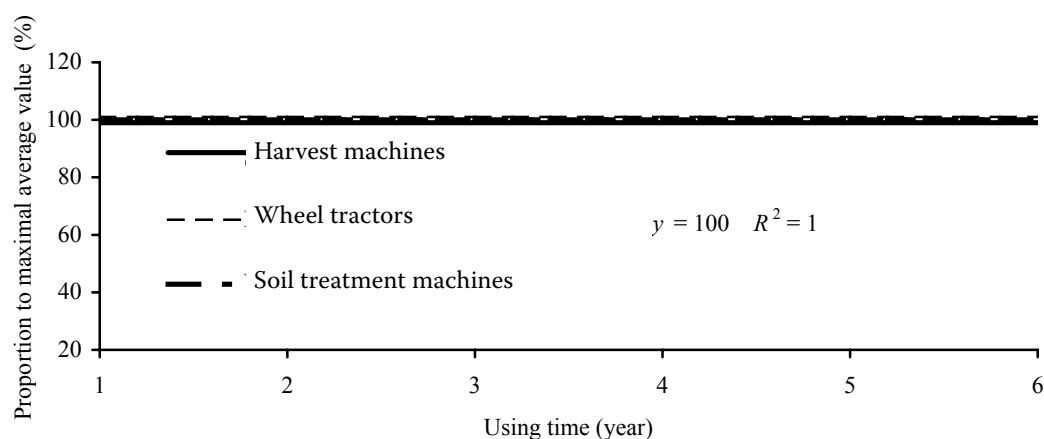 Proportion to maximal average value (%)
120
100
80
60
40
20
Harvest machines
Wheel tractors
Soil treatment machines
y = 100 R² = 1
1 2 3 4 5 6
Using time (year)